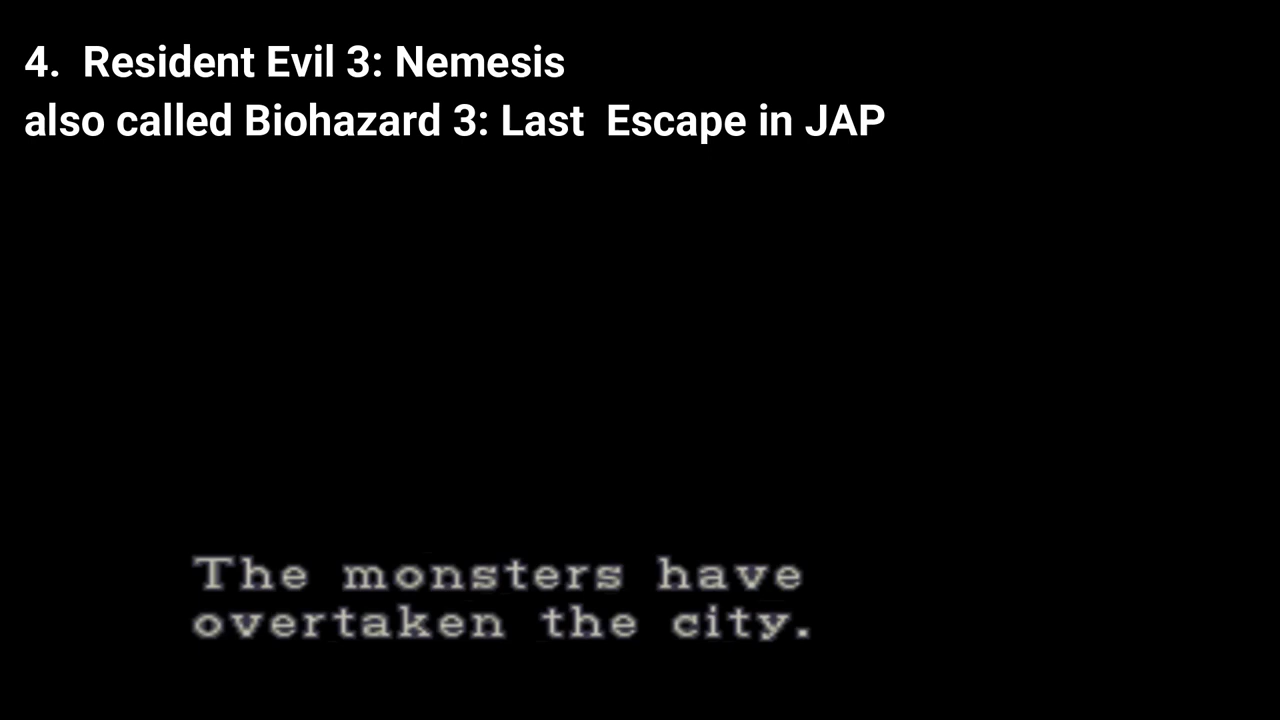 4. Resident Evil 3: Nemesis
also called Biohazard 3: Last Escape in JAP
The monsters have
overtaken the city.